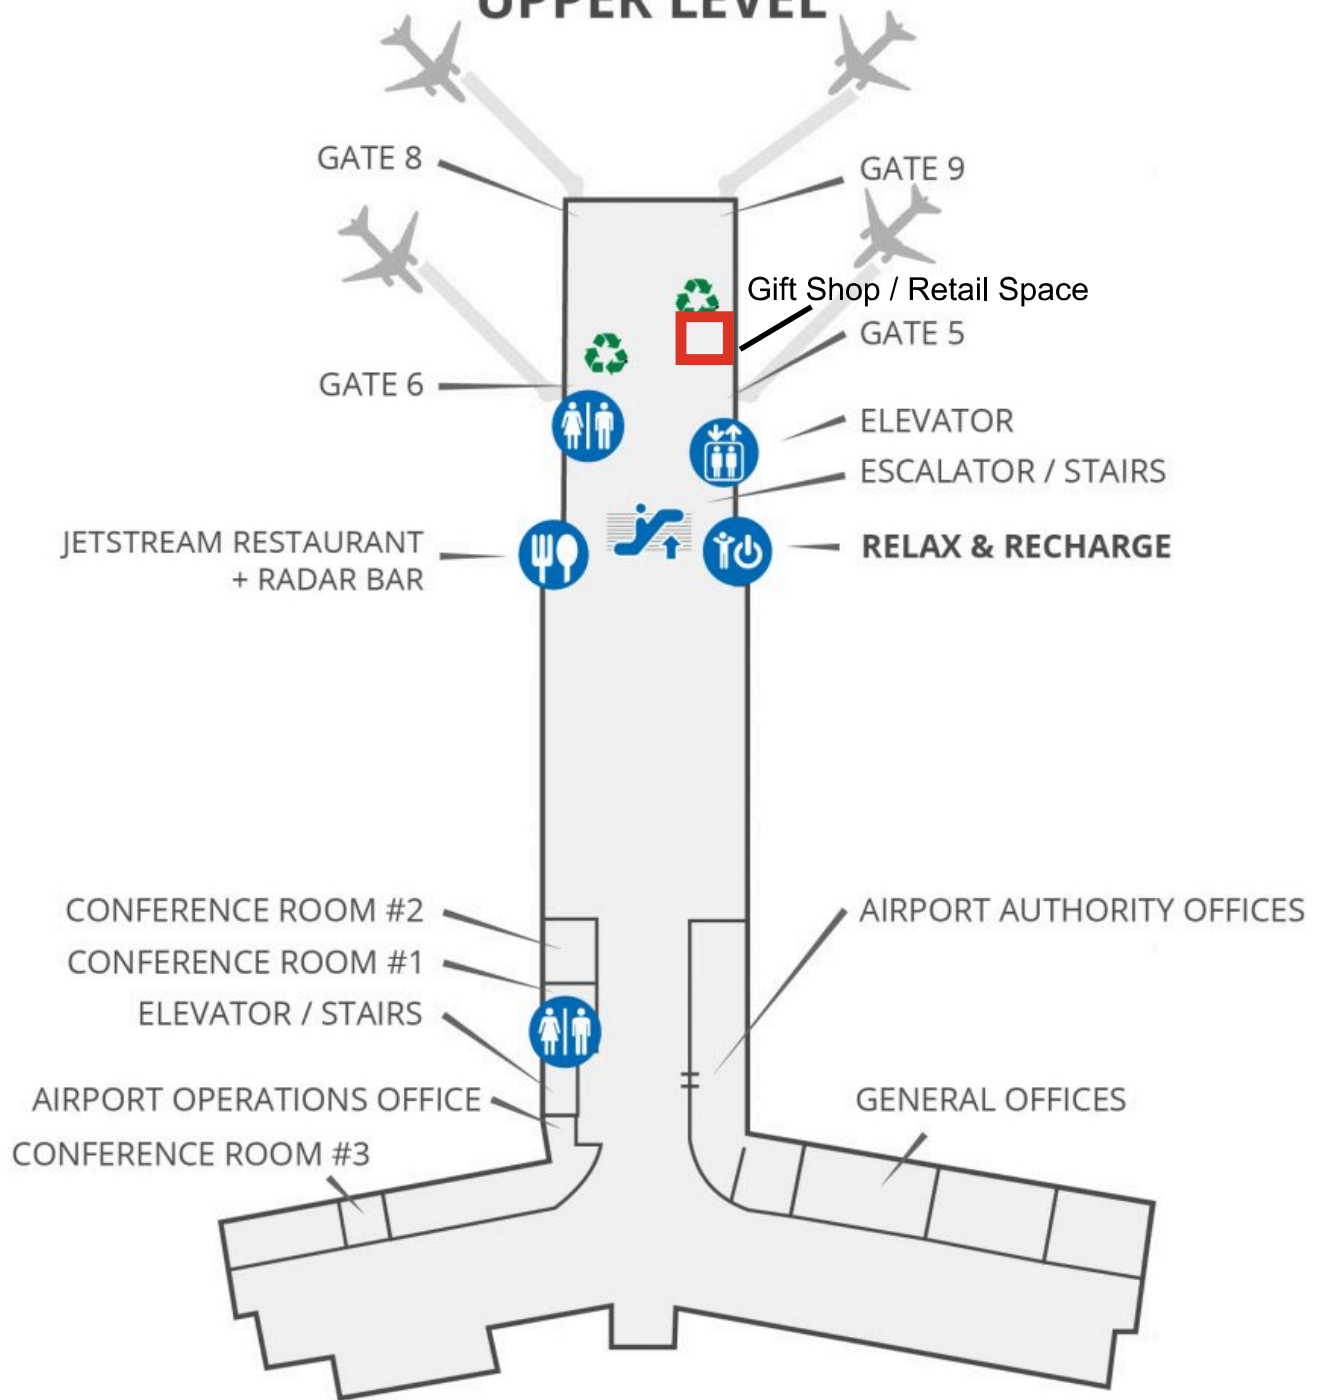 UPPER LEVEL
GATE 8
GATE 9
Gift Shop / Retail Space
GATE 5
GATE 6
ELEVATOR
ESCALATOR / STAIRS
JETSTREAM RESTAURANT
+ RADAR BAR
RELAX & RECHARGE
CONFERENCE ROOM #2
AIRPORT AUTHORITY OFFICES
CONFERENCE ROOM #1
ELEVATOR / STAIRS
AIRPORT OPERATIONS OFFICE
GENERAL OFFICES
CONFERENCE ROOM #3